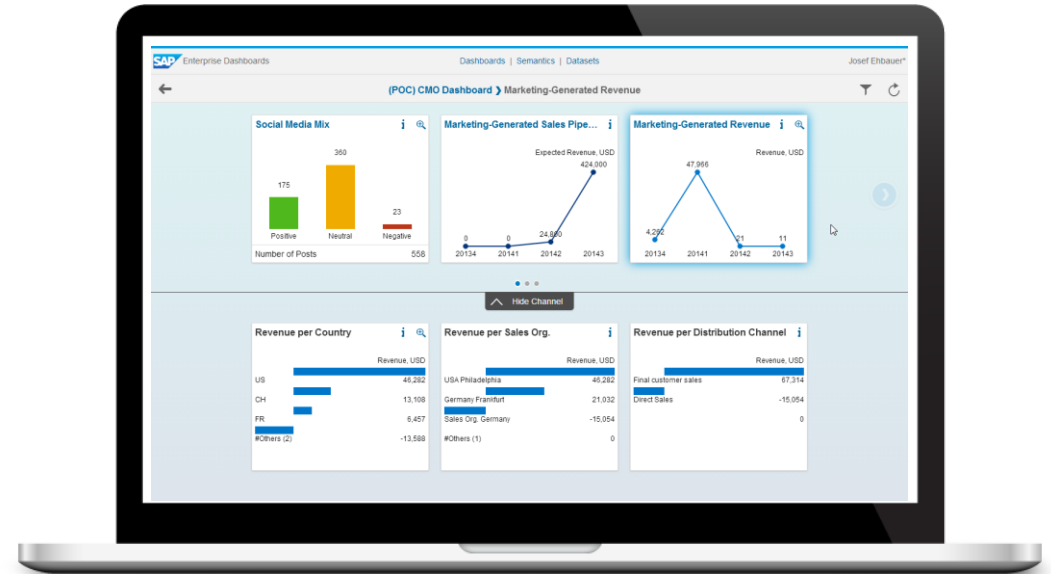 SAP Enterprise Dashboards
Dashboards | Semantics | Datasets
Josef Ehbauer*
(POC) CMO Dashboard ❯ Marketing-Generated Revenue
Social Media Mix
360
175
23
Positive Neutral Negative
Number of Posts 558
Marketing-Generated Sales Pipe...
Expected Revenue, USD
424,000
0 0 24,800
20134 20141 20142 20143
Marketing-Generated Revenue
Revenue, USD
47,966
4,262 21 11
20134 20141 20142 20143
Hide Channel
Revenue per Country
Revenue, USD
US 46,282
CH 13,108
FR 6,457
#Others (2) -13,588
Revenue per Sales Org.
Revenue, USD
USA Philadelphia 46,282
Germany Frankfurt 21,032
Sales Org. Germany -15,054
#Others (1) 0
Revenue per Distribution Channel
Revenue, USD
Final customer sales 67,314
Direct Sales -15,054
0